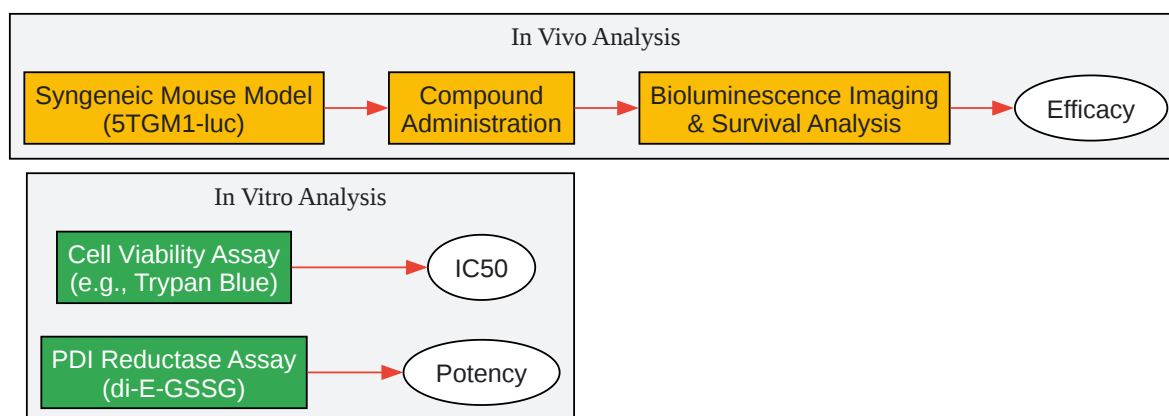 In Vivo Analysis
Syngeneic Mouse Model
(5TGM1-luc)
Compound
Administration
Bioluminescence Imaging
& Survival Analysis
Efficacy
In Vitro Analysis
Cell Viability Assay
(e.g., Trypan Blue)
IC50
PDI Reductase Assay
(di-E-GSSG)
Potency